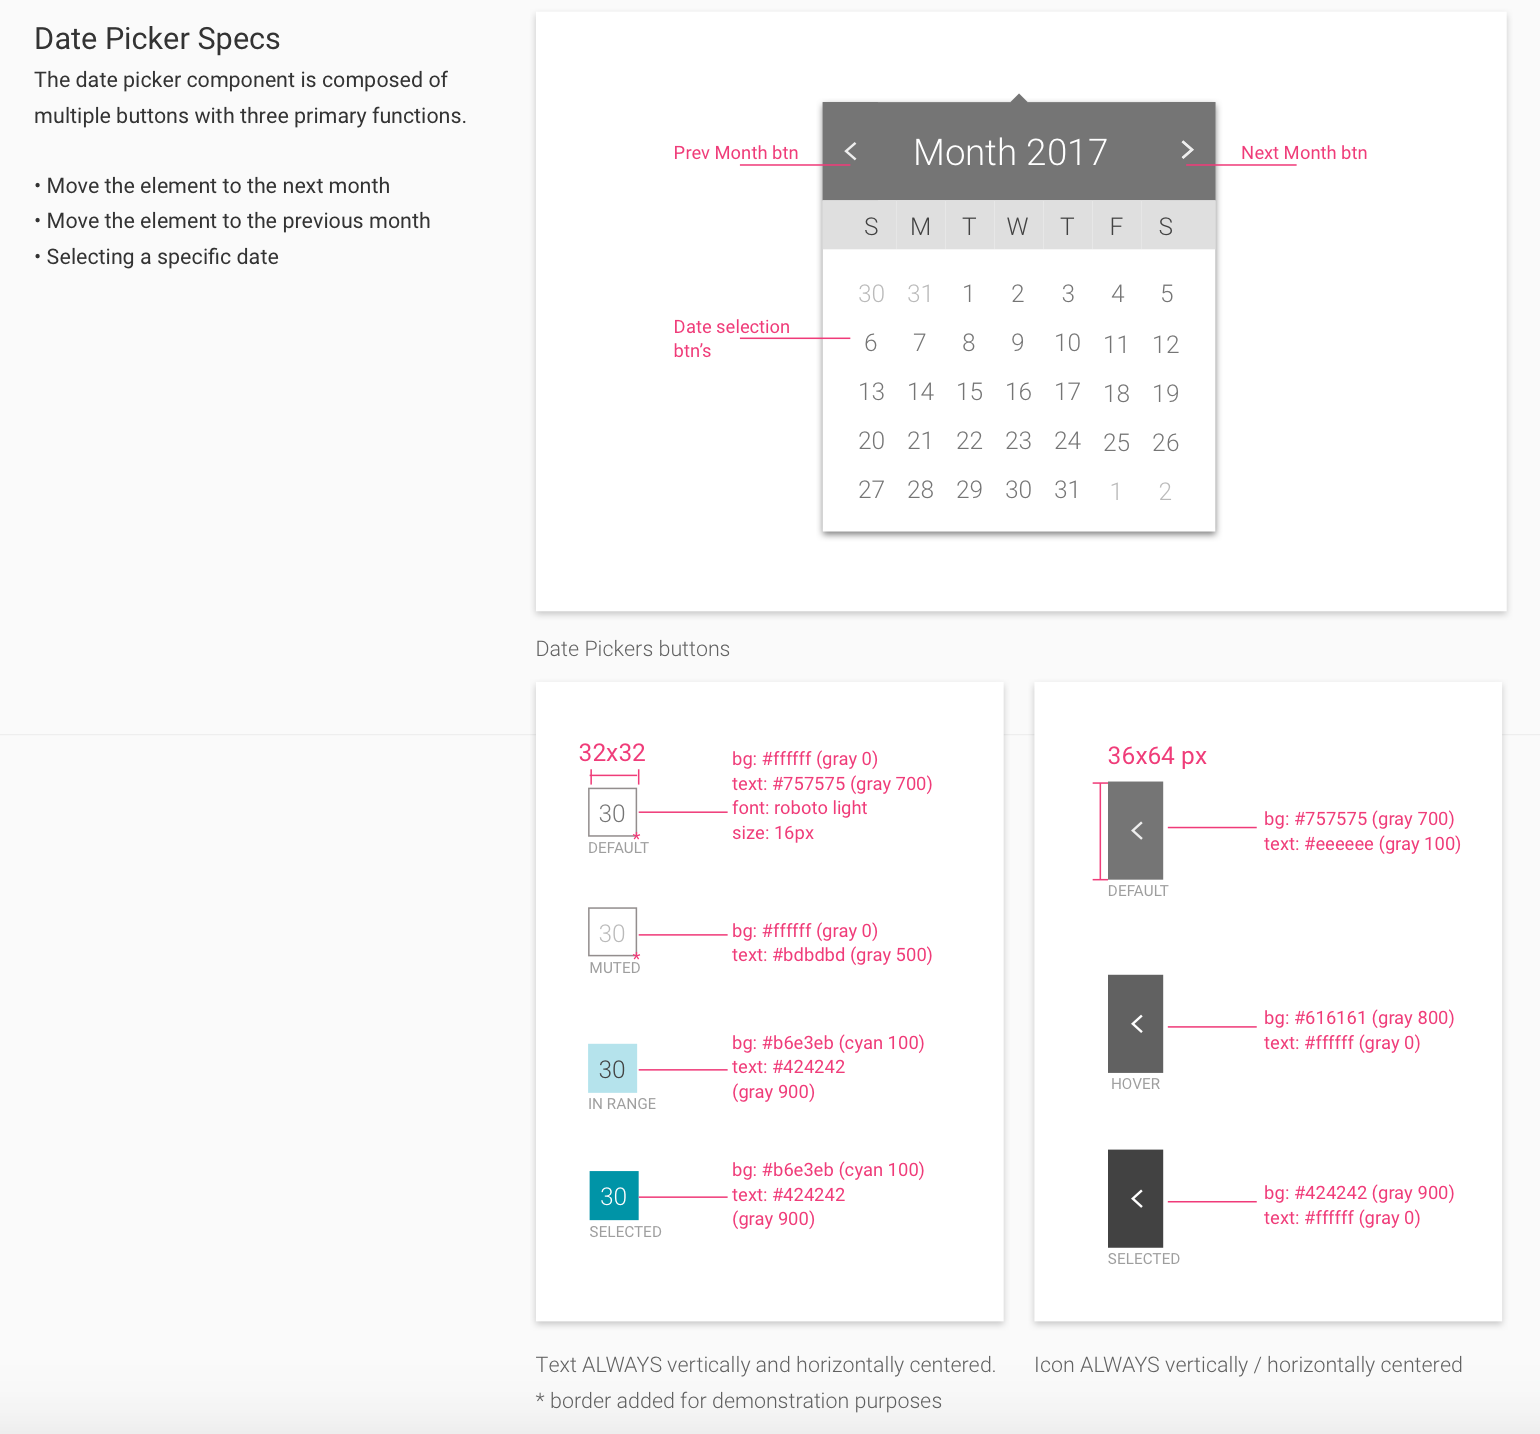 Date Picker Specs
The date picker component is composed of
multiple buttons with three primary functions.
• Move the element to the next month
• Move the element to the previous month
• Selecting a specific date
Prev Month btn
< Month 2017 >
Next Month btn
S M T W T F S
30 31 1 2 3 4 5
Date selection
btn's
6 7 8 9 10 11 12
13 14 15 16 17 18 19
20 21 22 23 24 25 26
27 28 29 30 31 1 2
Date Pickers buttons
32x32
30
*
DEFAULT
bg: #ffffff (gray 0)
text: #757575 (gray 700)
font: roboto light
size: 16px
30
*
MUTED
bg: #ffffff (gray 0)
text: #bdbdbd (gray 500)
30
IN RANGE
bg: #b6e3eb (cyan 100)
text: #424242
(gray 900)
30
SELECTED
bg: #b6e3eb (cyan 100)
text: #424242
(gray 900)
Text ALWAYS vertically and horizontally centered.
* border added for demonstration purposes
36x64 px
<
DEFAULT
bg: #757575 (gray 700)
text: #eeeeee (gray 100)
<
HOVER
bg: #616161 (gray 800)
text: #ffffff (gray 0)
<
SELECTED
bg: #424242 (gray 900)
text: #ffffff (gray 0)
Icon ALWAYS vertically / horizontally centered